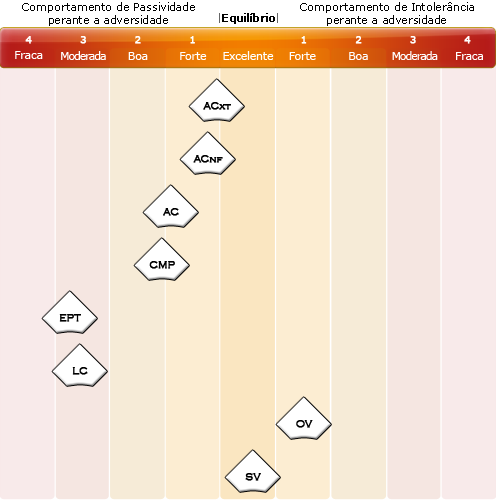 Comportamento de Passividade
perante a adversidade
|Equilíbrio|
Comportamento de Intolerância
perante a adversidade
4 3 2 1 1 2 3 4
Fraca Moderada Boa Forte Excelente Forte Boa Moderada Fraca
ACXT
ACNF
AC
CMP
EPT
LC
OV
SV